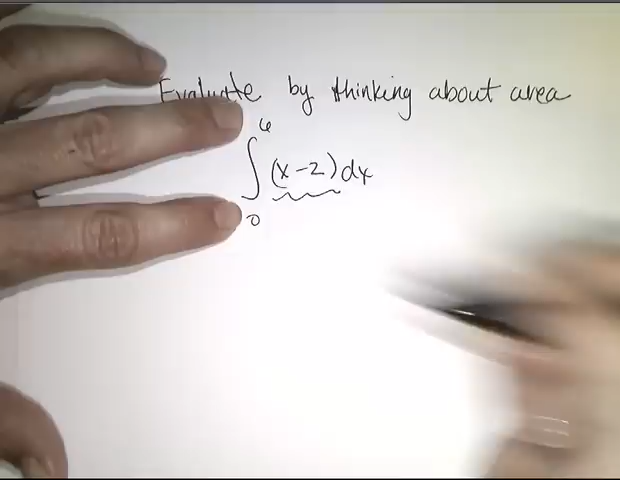 Evaluate by thinking about area
∫₀⁶ (x-2) dx